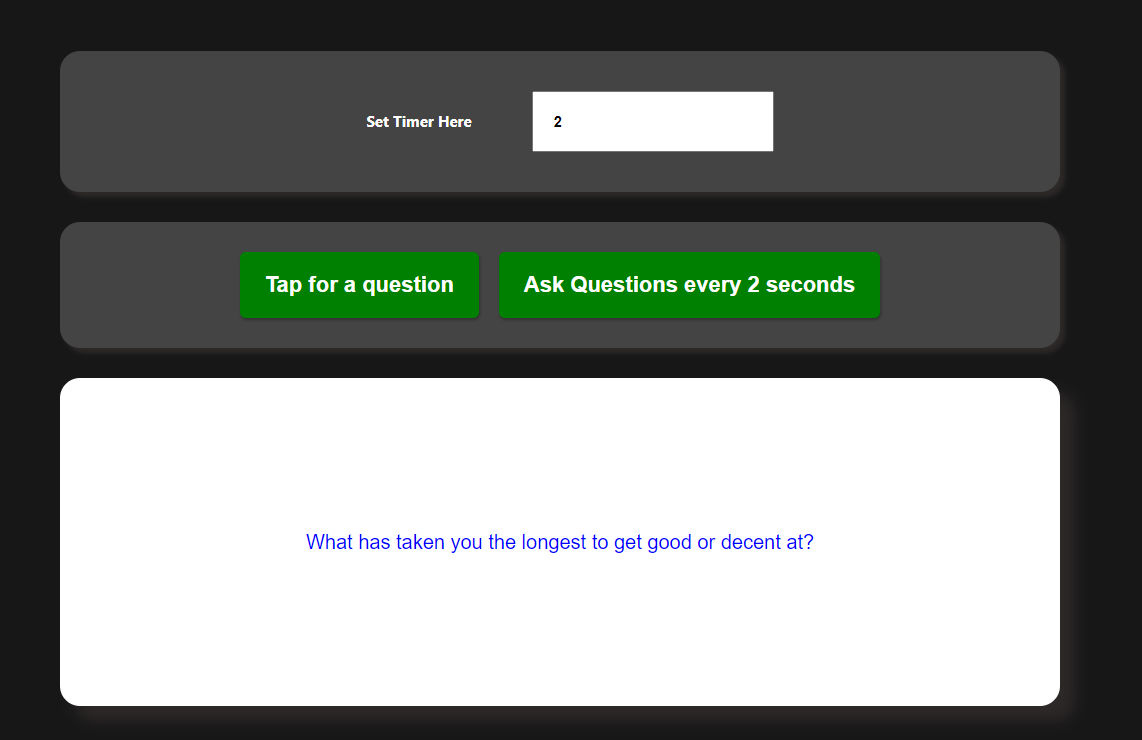 Set Timer Here
2
Tap for a question
Ask Questions every 2 seconds
What has taken you the longest to get good or decent at?